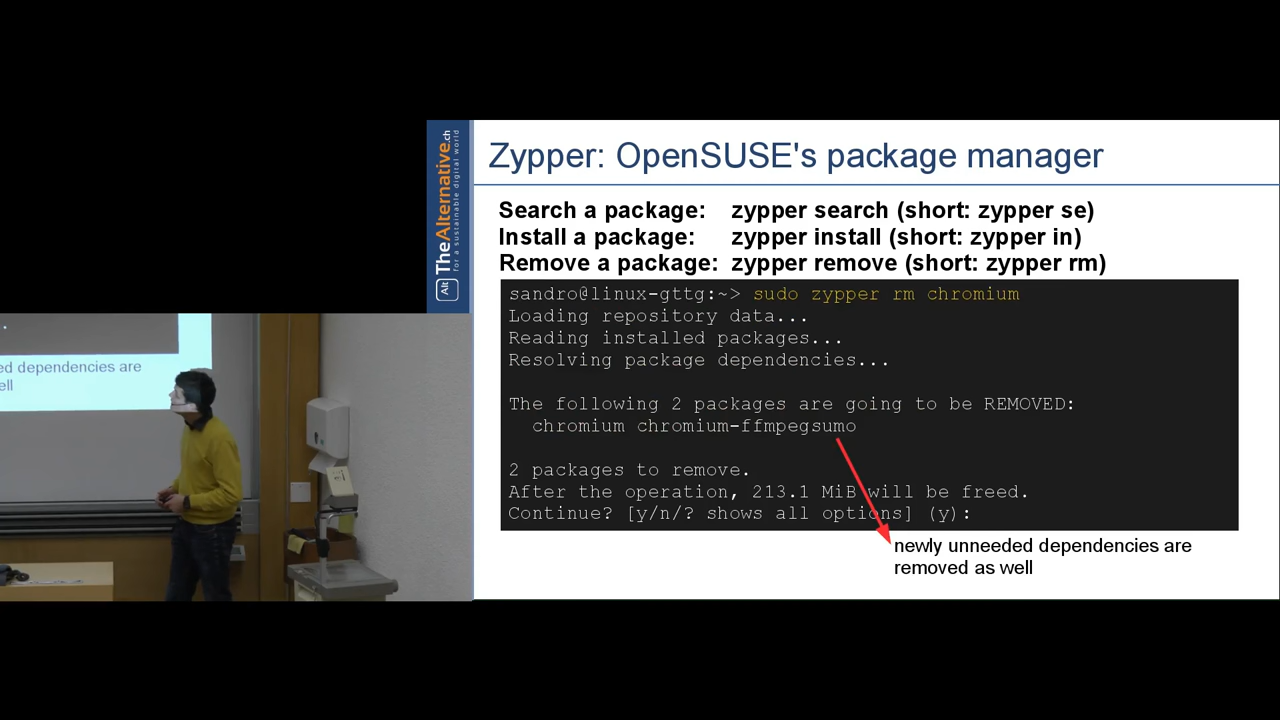 Alt TheAlternative.ch
for a sustainable digital world
Zypper: OpenSUSE's package manager
Search a package: zypper search (short: zypper se)
Install a package: zypper install (short: zypper in)
Remove a package: zypper remove (short: zypper rm)
sandro@linux-gttg:~> sudo zypper rm chromium
Loading repository data...
Reading installed packages...
Resolving package dependencies...
The following 2 packages are going to be REMOVED:
chromium chromium-ffmpegsumo
2 packages to remove.
After the operation, 213.1 MiB will be freed.
Continue? [y/n/? shows all options] (y):
newly unneeded dependencies are
removed as well
ed dependencies are
ell